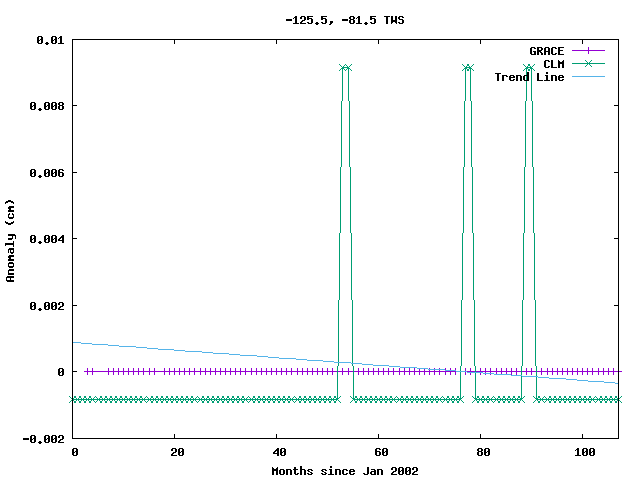 -125.5, -81.5 TWS
GRACE
CLM
Trend Line
0.01
0.008
0.006
0.004
0.002
0
-0.002
Anomaly (cm)
0 20 40 60 80 100
Months since Jan 2002